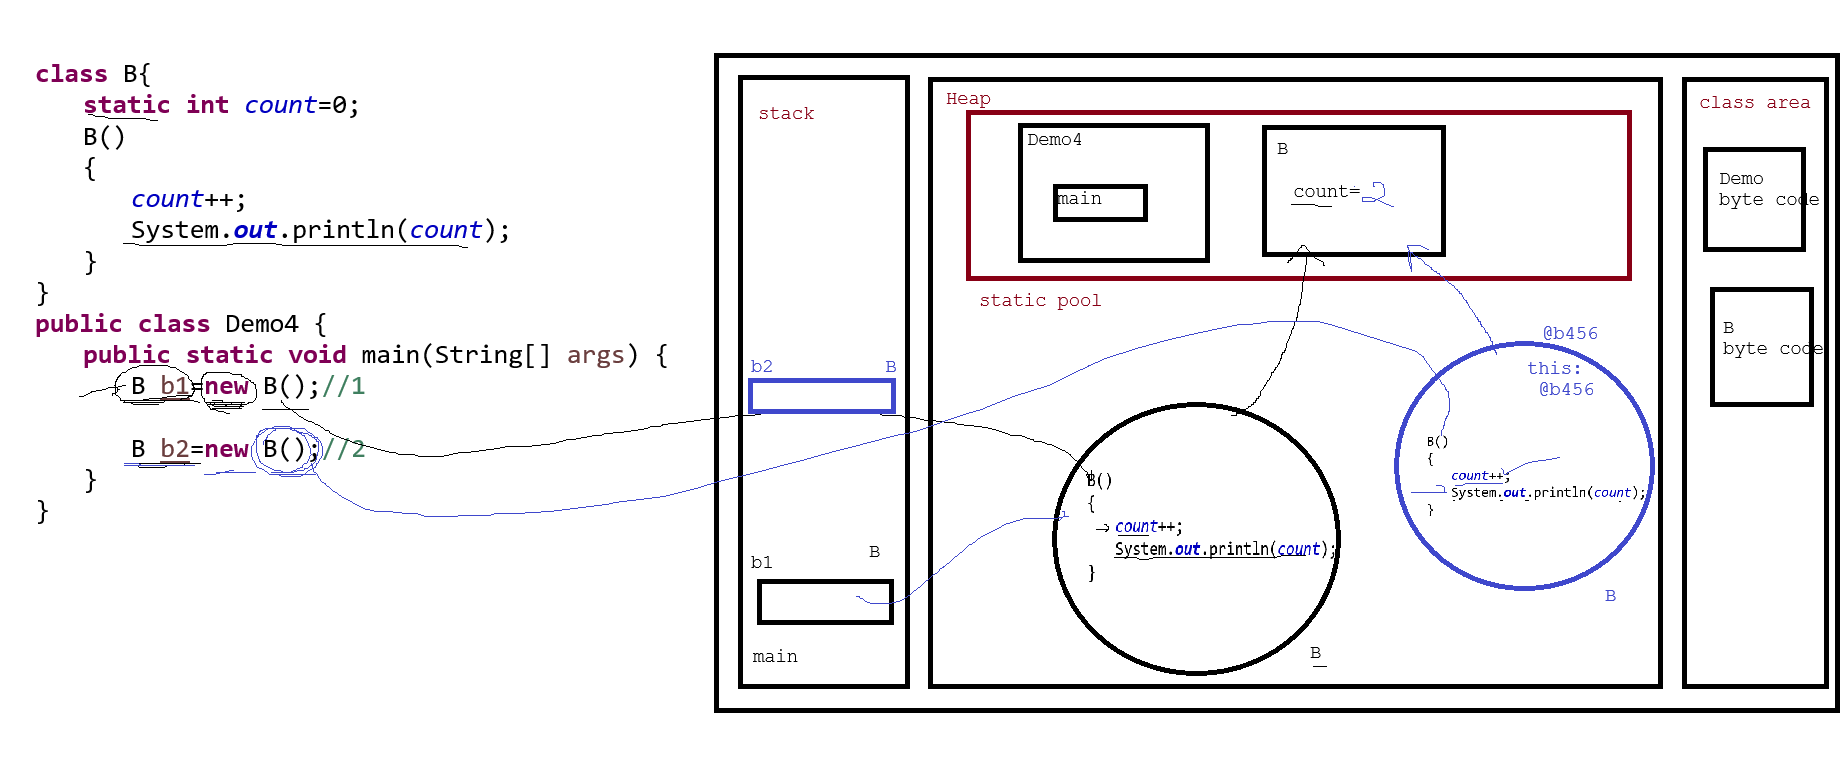 class B{
static int count=0;
B()
{
count++;
System.out.println(count);
}
}
public class Demo4 {
public static void main(String[] args) {
B b1=new B();//1
B b2=new B();//2
}
}
stack
b2 B
b1 B
main
Heap
Demo4
main
B
count=2
static pool
B()
{
count++;
System.out.println(count);
}
B
@b456
this:
@b456
B()
{
count++;
System.out.println(count);
}
B
class area
Demo
byte code
B
byte code